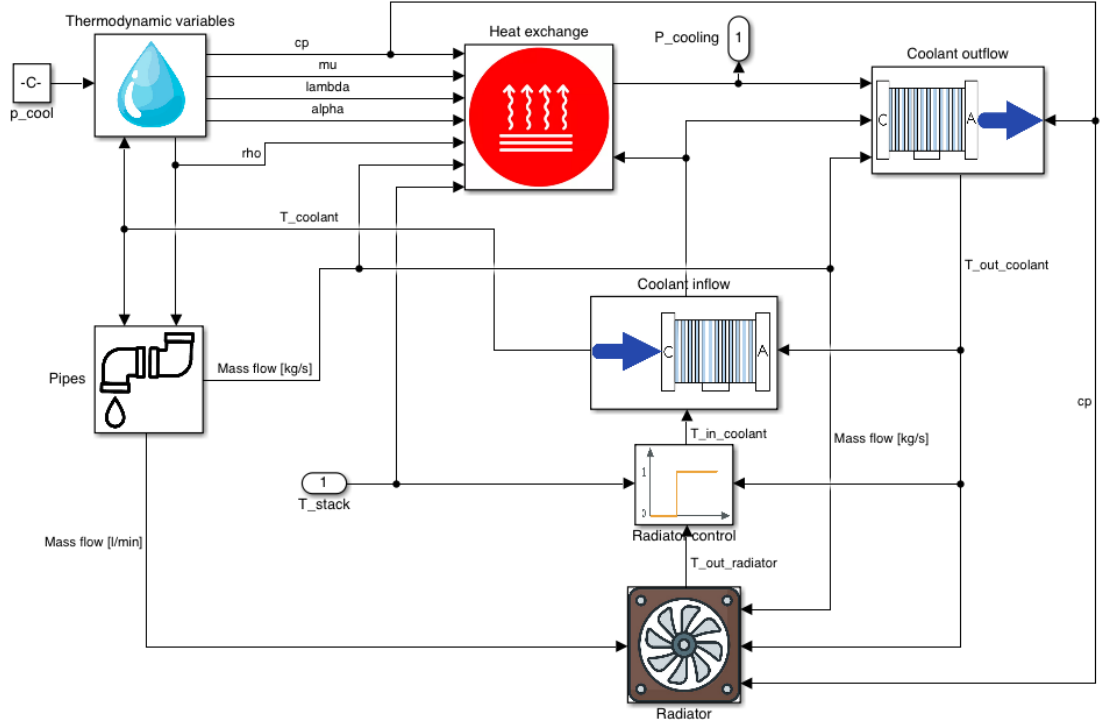 Thermodynamic variables
cp
mu
lambda
alpha
rho
-C-
p_cool
Heat exchange
P_cooling
1
Coolant outflow
C
A
T_coolant
T_out_coolant
Coolant inflow
C
A
Pipes
Mass flow [kg/s]
cp
T_in_coolant
Mass flow [kg/s]
1
T_stack
1
0
Radiator control
Mass flow [l/min]
T_out_radiator
Radiator